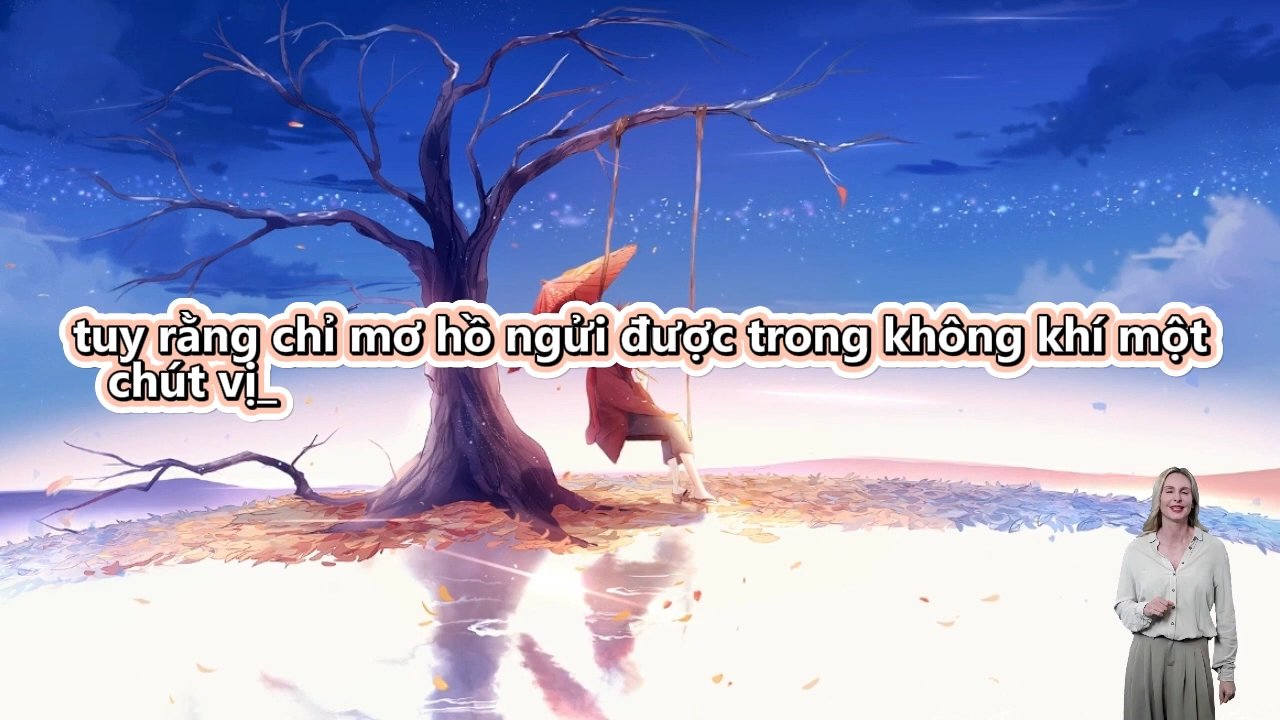 tuy rằng chỉ mơ hồ ngửi được trong không khí một
chút vị_